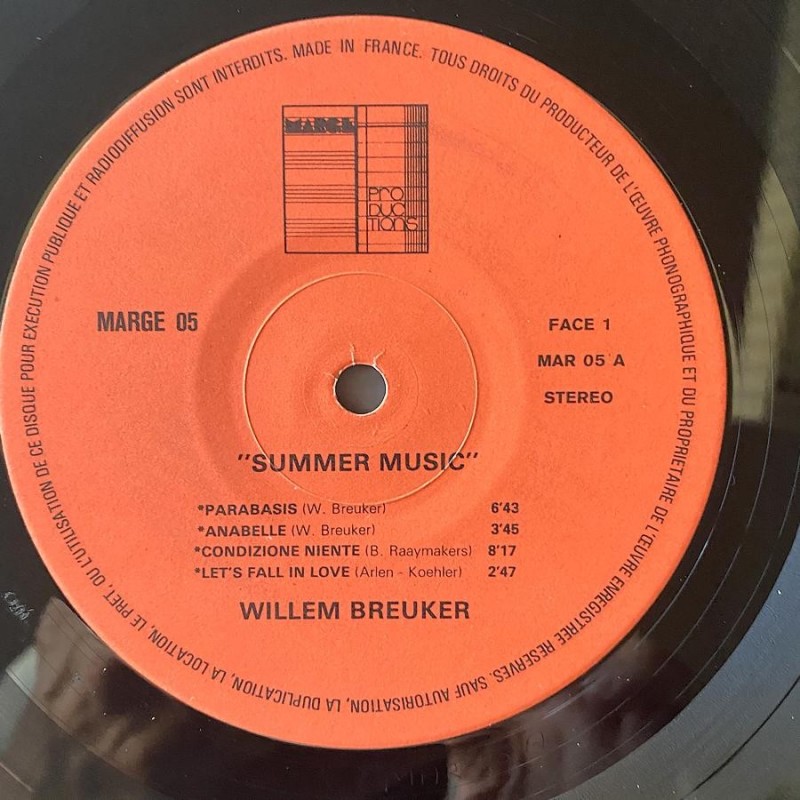 TOUS DROITS DU PRODUCTEUR DE L'ŒUVRE PHONOGRAPHIQUE ET DU PROPRIETAIRE DE L'ŒUVRE ENREGISTREE RESERVES. SAUF AUTORISATION, LA DUPLICATION, LA LOCATION, LE PRET, OU L'UTILISATION DE CE DISQUE POUR EXECUTION PUBLIQUE ET RADIODIFFUSION SONT INTERDITS. MADE IN FRANCE.
MARGE
PRO
DUC
TIONS
MARGE 05
FACE 1
MAR 05 A
STEREO
"SUMMER MUSIC"
*PARABASIS (W. Breuker) 6'43
*ANABELLE (W. Breuker) 3'45
*CONDIZIONE NIENTE (B. Raaymakers) 8'17
*LET'S FALL IN LOVE (Arlen - Koehler) 2'47
WILLEM BREUKER